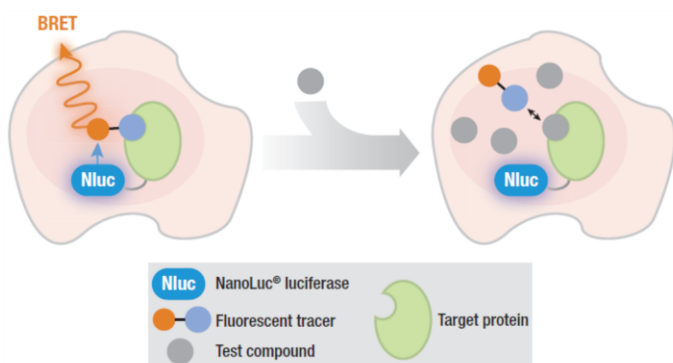 BRET
Nluc
Nluc
Nluc NanoLuc® luciferase
Fluorescent tracer
Target protein
Test compound